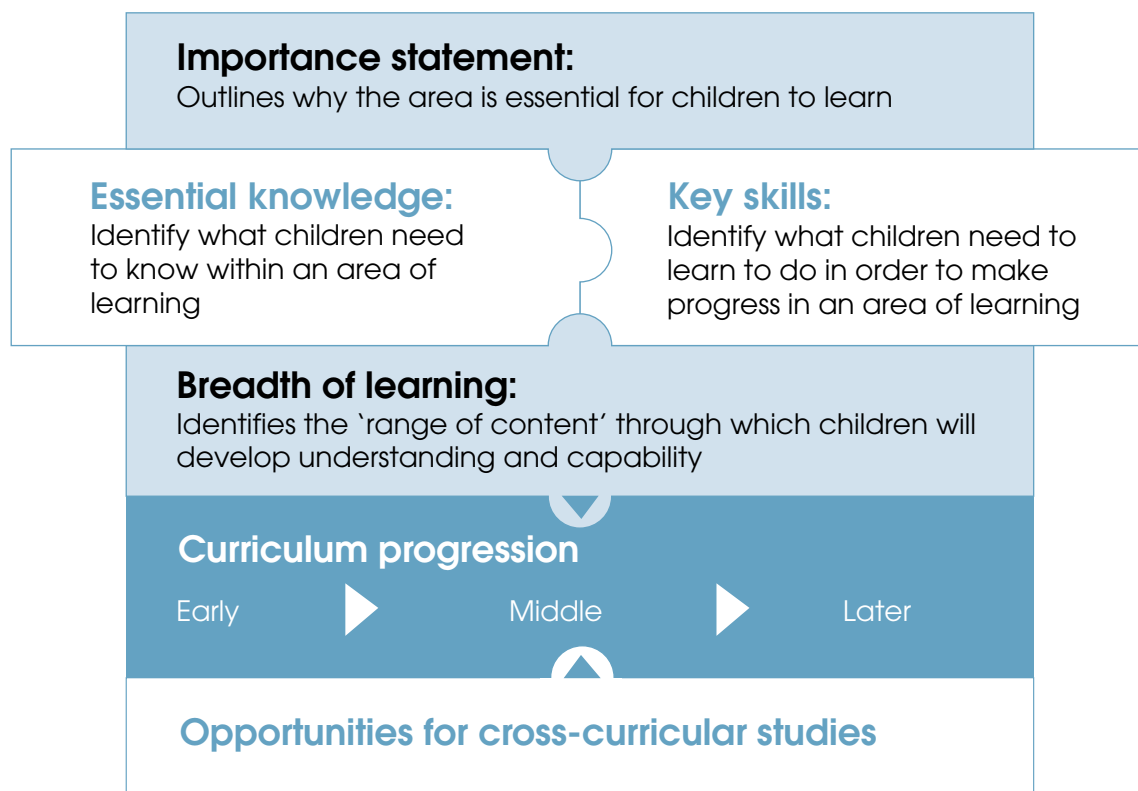 Importance statement:
Outlines why the area is essential for children to learn
Essential knowledge:
Identify what children need
to know within an area of
learning
Key skills:
Identify what children need to
learn to do in order to make
progress in an area of learning
Breadth of learning:
Identifies the ‘range of content’ through which children will
develop understanding and capability
Curriculum progression
Early
Middle
Later
Opportunities for cross-curricular studies